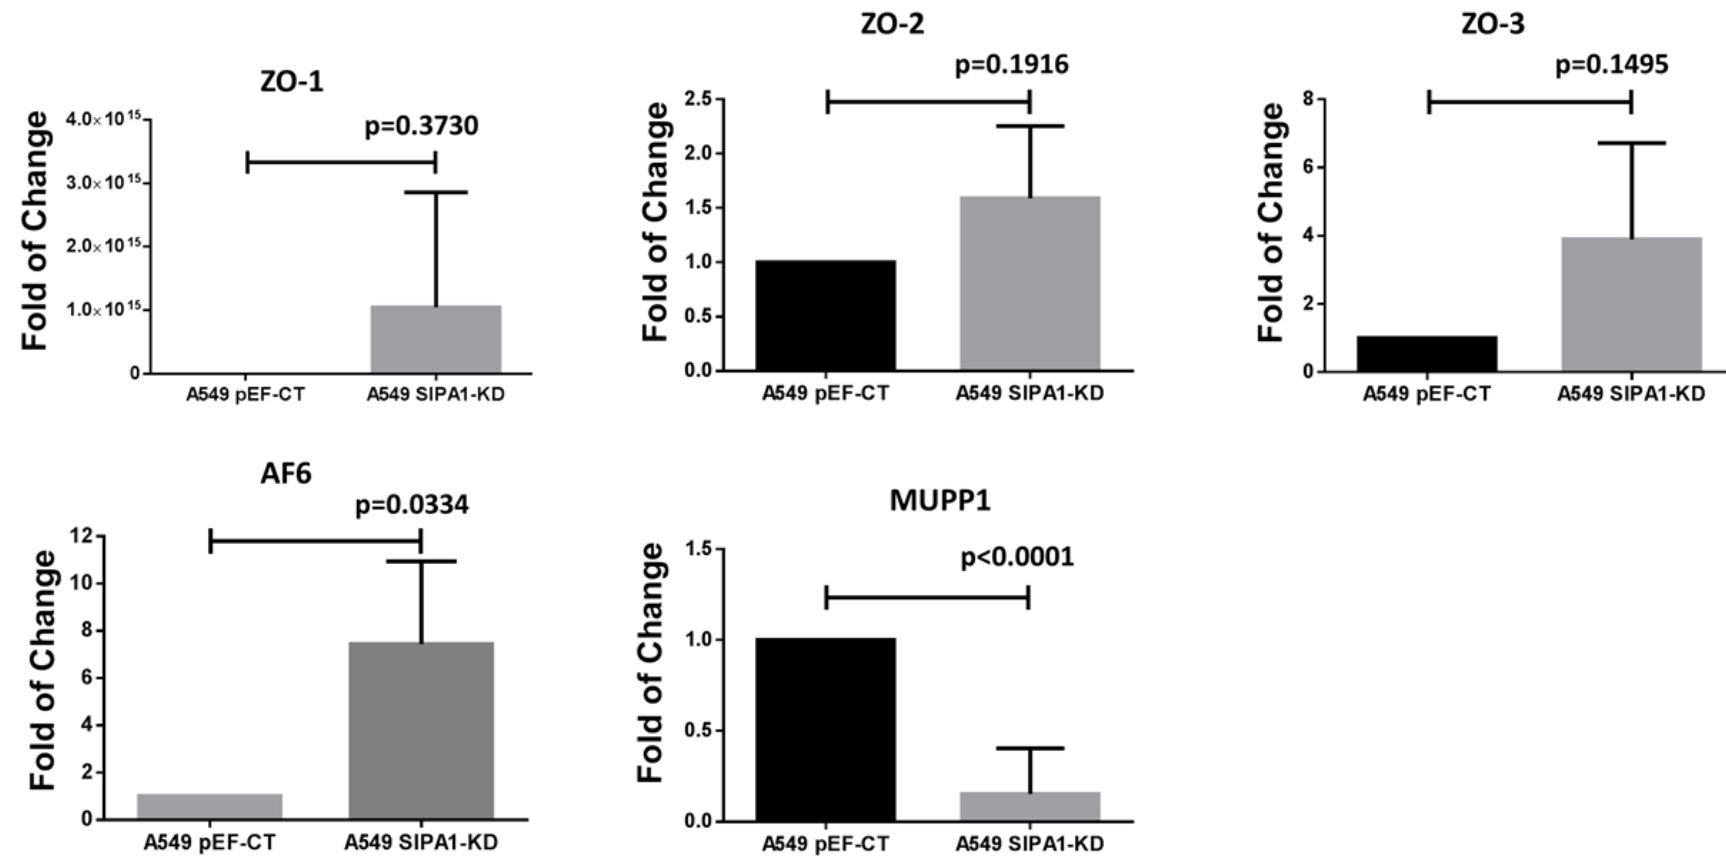 ZO-1
p=0.3730
Fold of Change
4.0×10¹⁵
3.0×10¹⁵
2.0×10¹⁵
1.0×10¹⁵
0
A549 pEF-CT
A549 SIPA1-KD
ZO-2
p=0.1916
Fold of Change
2.5
2.0
1.5
1.0
0.5
0.0
A549 pEF-CT
A549 SIPA1-KD
ZO-3
p=0.1495
Fold of Change
8
6
4
2
0
A549 pEF-CT
A549 SIPA1-KD
AF6
p=0.0334
Fold of Change
12
10
8
6
4
2
0
A549 pEF-CT
A549 SIPA1-KD
MUPP1
p<0.0001
Fold of Change
1.5
1.0
0.5
0.0
A549 pEF-CT
A549 SIPA1-KD